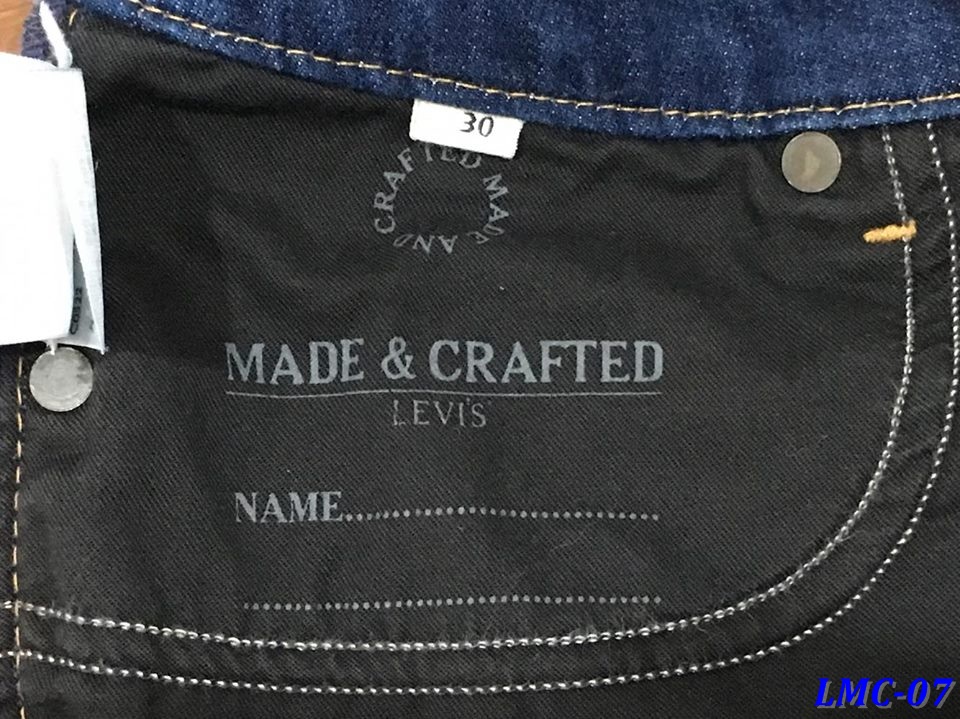 30
CRAFTED MADE AND
MADE & CRAFTED
LEVI'S
NAME..............................
..............................
LMC-07